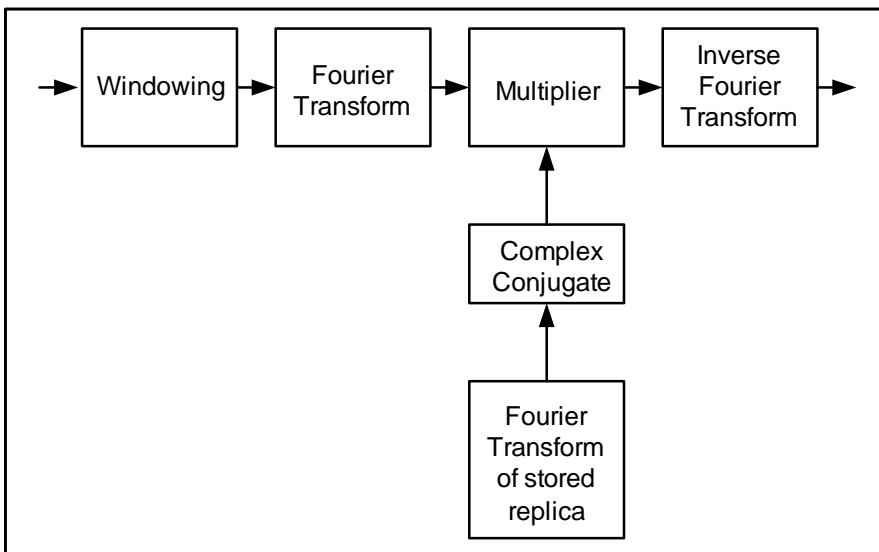 Windowing
Fourier
Transform
Multiplier
Inverse
Fourier
Transform
Complex
Conjugate
Fourier
Transform
of stored
replica